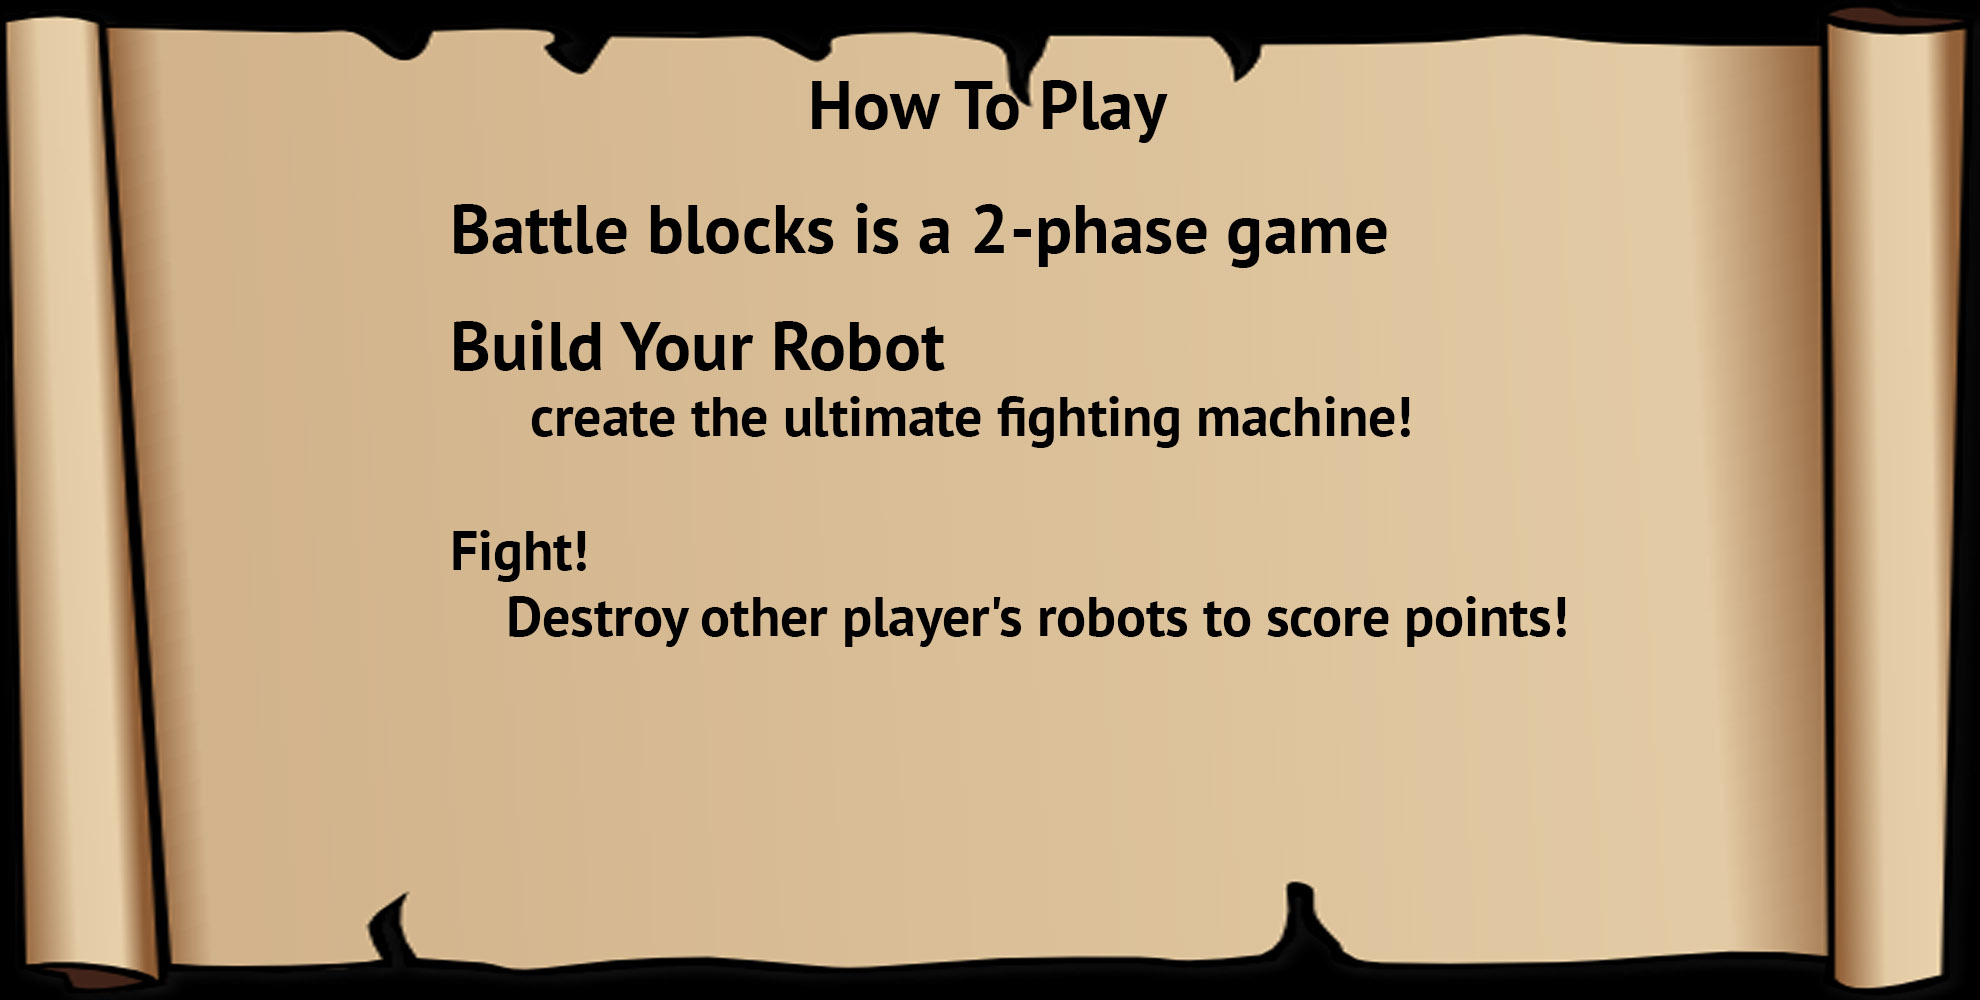 How To Play
Battle blocks is a 2-phase game
Build Your Robot
create the ultimate fighting machine!
Fight!
Destroy other player's robots to score points!